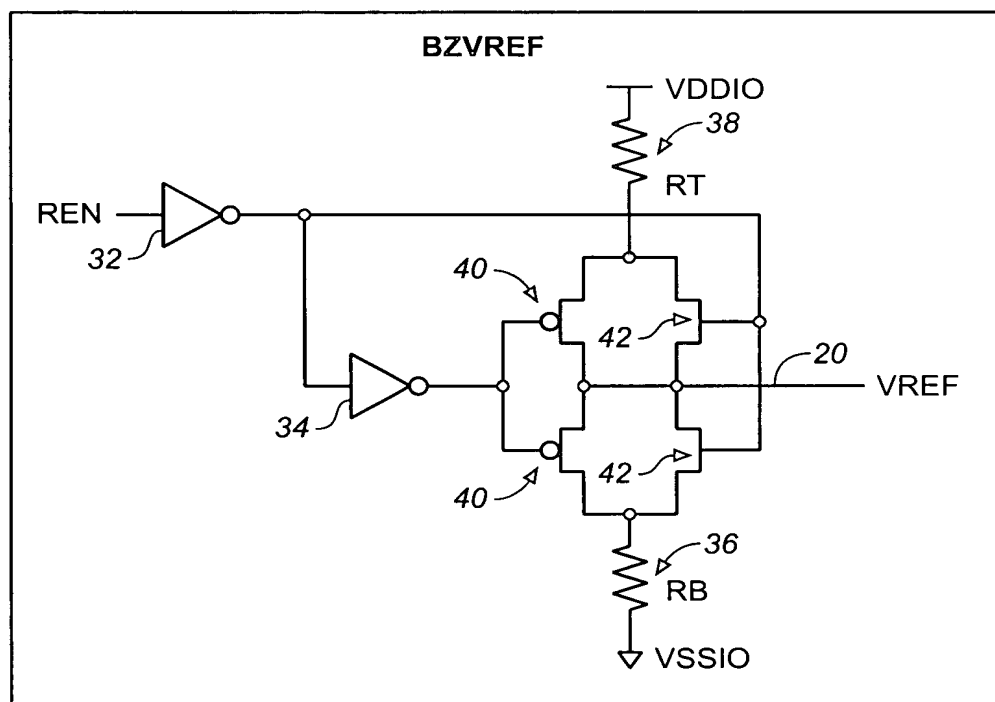 BZVREF
VDDIO
38
RT
REN
32
40
42
20
VREF
34
42
40
36
RB
VSSIO